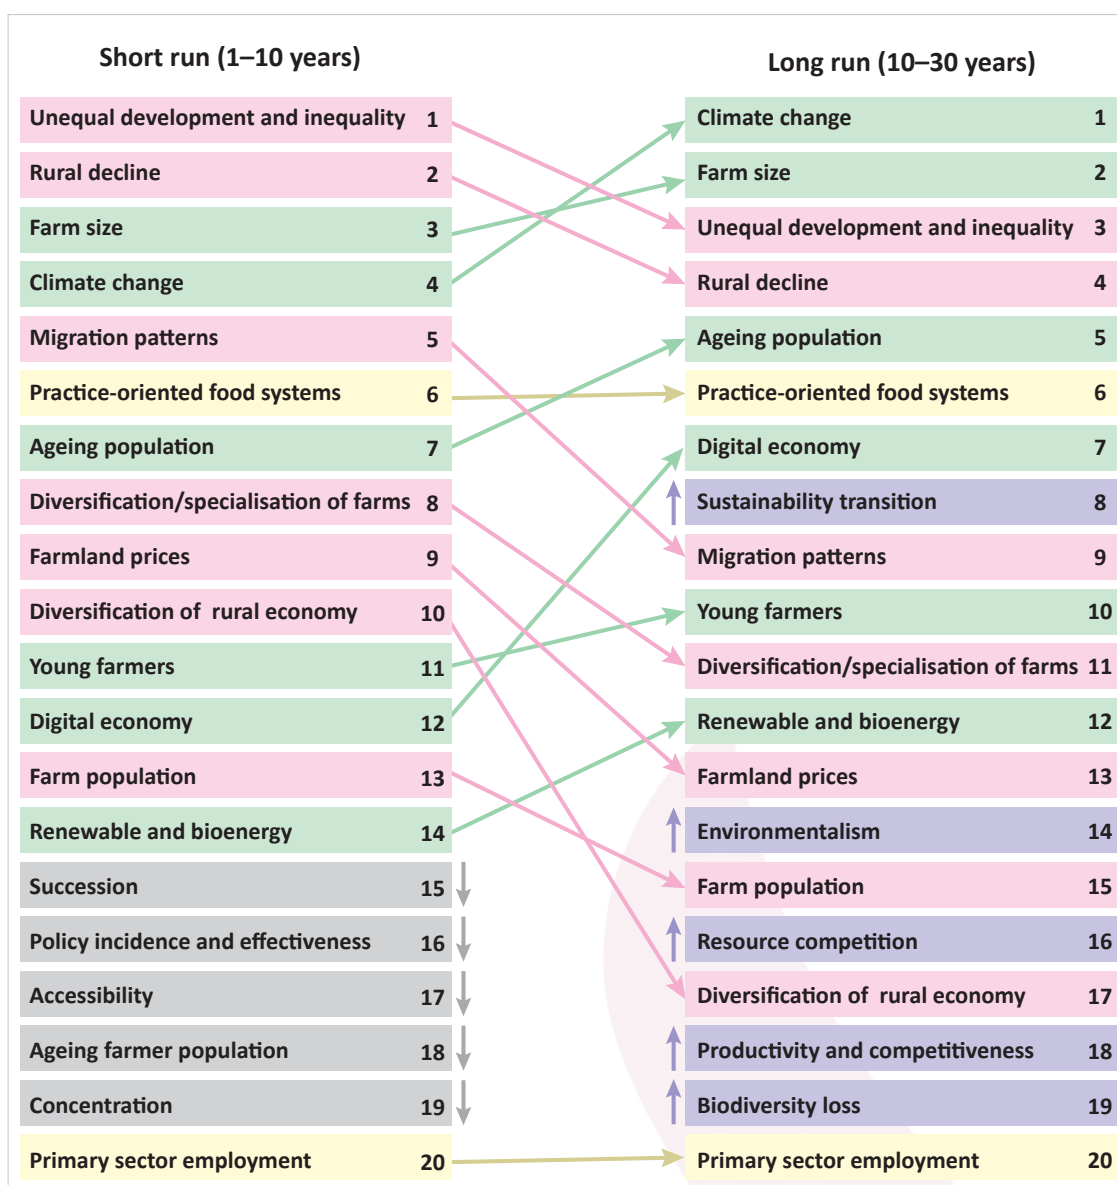 Short run (1–10 years)
Unequal development and inequality 1
Rural decline 2
Farm size 3
Climate change 4
Migration patterns 5
Practice-oriented food systems 6
Ageing population 7
Diversification/specialisation of farms 8
Farmland prices 9
Diversification of rural economy 10
Young farmers 11
Digital economy 12
Farm population 13
Renewable and bioenergy 14
Succession 15
Policy incidence and effectiveness 16
Accessibility 17
Ageing farmer population 18
Concentration 19
Primary sector employment 20
Long run (10–30 years)
Climate change 1
Farm size 2
Unequal development and inequality 3
Rural decline 4
Ageing population 5
Practice-oriented food systems 6
Digital economy 7
Sustainability transition 8
Migration patterns 9
Young farmers 10
Diversification/specialisation of farms 11
Renewable and bioenergy 12
Farmland prices 13
Environmentalism 14
Farm population 15
Resource competition 16
Diversification of rural economy 17
Productivity and competitiveness 18
Biodiversity loss 19
Primary sector employment 20